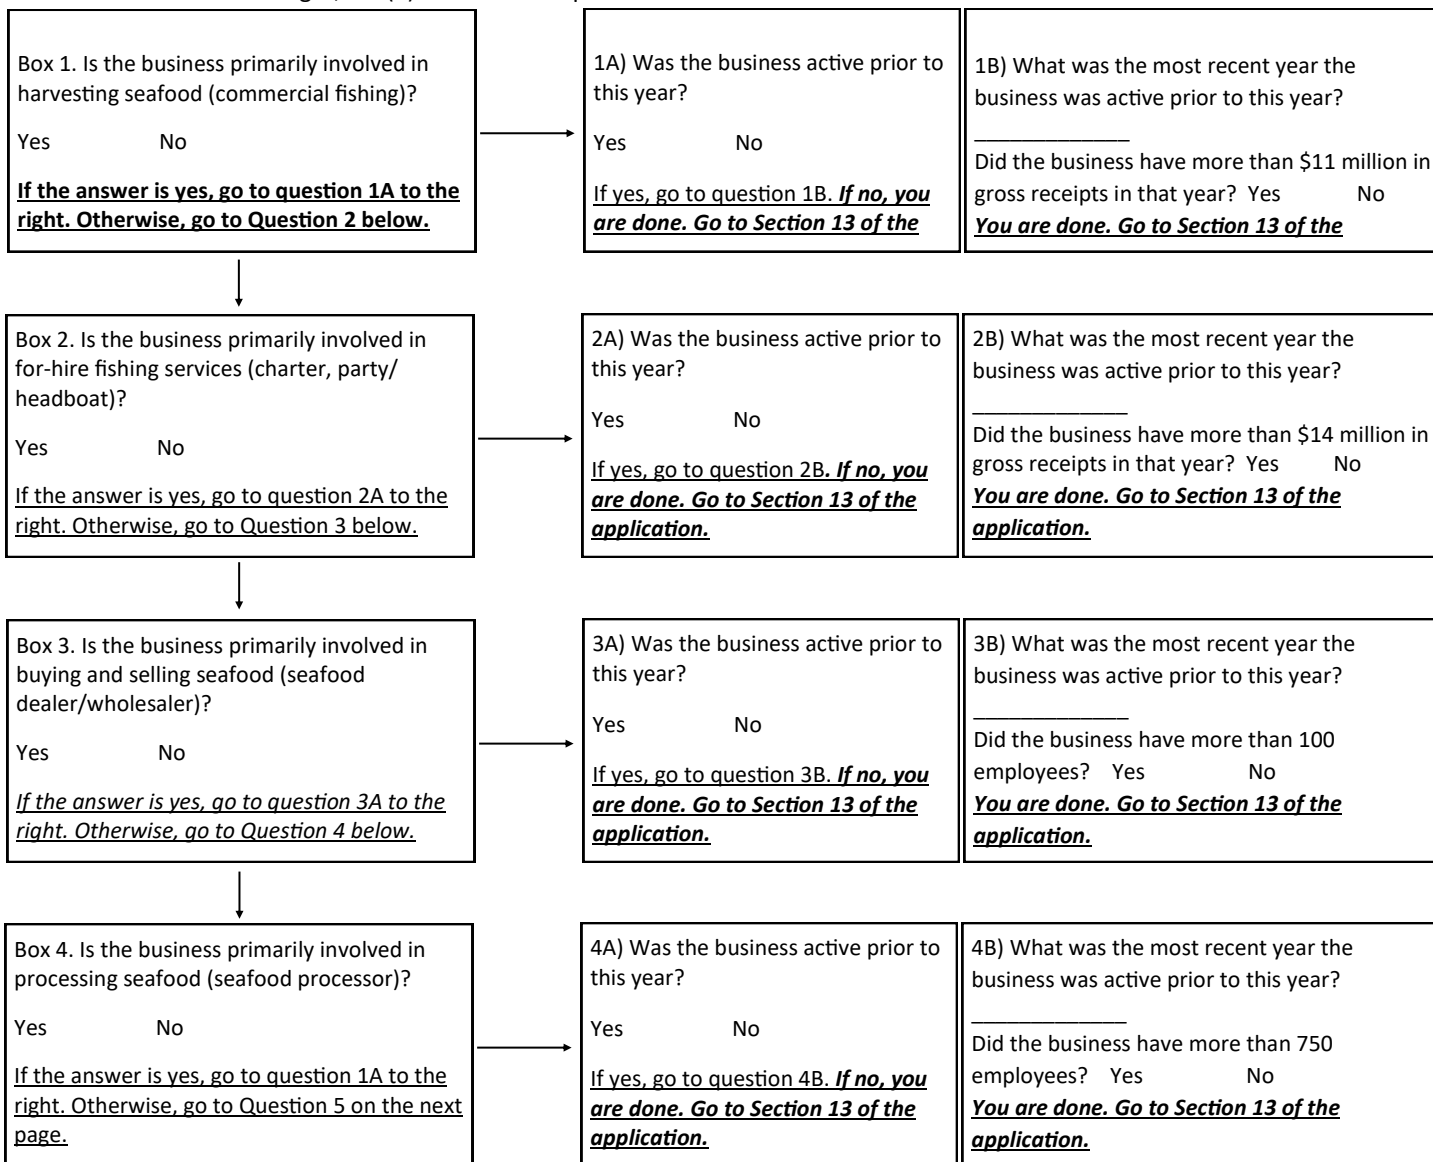 Box 1. Is the business primarily involved in
harvesting seafood (commercial fishing)?
Yes No
If the answer is yes, go to question 1A to the
right. Otherwise, go to Question 2 below.
1A) Was the business active prior to
this year?
Yes No
If yes, go to question 1B. If no, you
are done. Go to Section 13 of the
1B) What was the most recent year the
business was active prior to this year?
_____________
Did the business have more than $11 million in
gross receipts in that year? Yes No
You are done. Go to Section 13 of the
Box 2. Is the business primarily involved in
for-hire fishing services (charter, party/
headboat)?
Yes No
If the answer is yes, go to question 2A to the
right. Otherwise, go to Question 3 below.
2A) Was the business active prior to
this year?
Yes No
If yes, go to question 2B. If no, you
are done. Go to Section 13 of the
application.
2B) What was the most recent year the
business was active prior to this year?
_____________
Did the business have more than $14 million in
gross receipts in that year? Yes No
You are done. Go to Section 13 of the
application.
Box 3. Is the business primarily involved in
buying and selling seafood (seafood
dealer/wholesaler)?
Yes No
If the answer is yes, go to question 3A to the
right. Otherwise, go to Question 4 below.
3A) Was the business active prior to
this year?
Yes No
If yes, go to question 3B. If no, you
are done. Go to Section 13 of the
application.
3B) What was the most recent year the
business was active prior to this year?
_____________
Did the business have more than 100
employees? Yes No
You are done. Go to Section 13 of the
application.
Box 4. Is the business primarily involved in
processing seafood (seafood processor)?
Yes No
If the answer is yes, go to question 1A to the
right. Otherwise, go to Question 5 on the next
page.
4A) Was the business active prior to
this year?
Yes No
If yes, go to question 4B. If no, you
are done. Go to Section 13 of the
application.
4B) What was the most recent year the
business was active prior to this year?
_____________
Did the business have more than 750
employees? Yes No
You are done. Go to Section 13 of the
application.